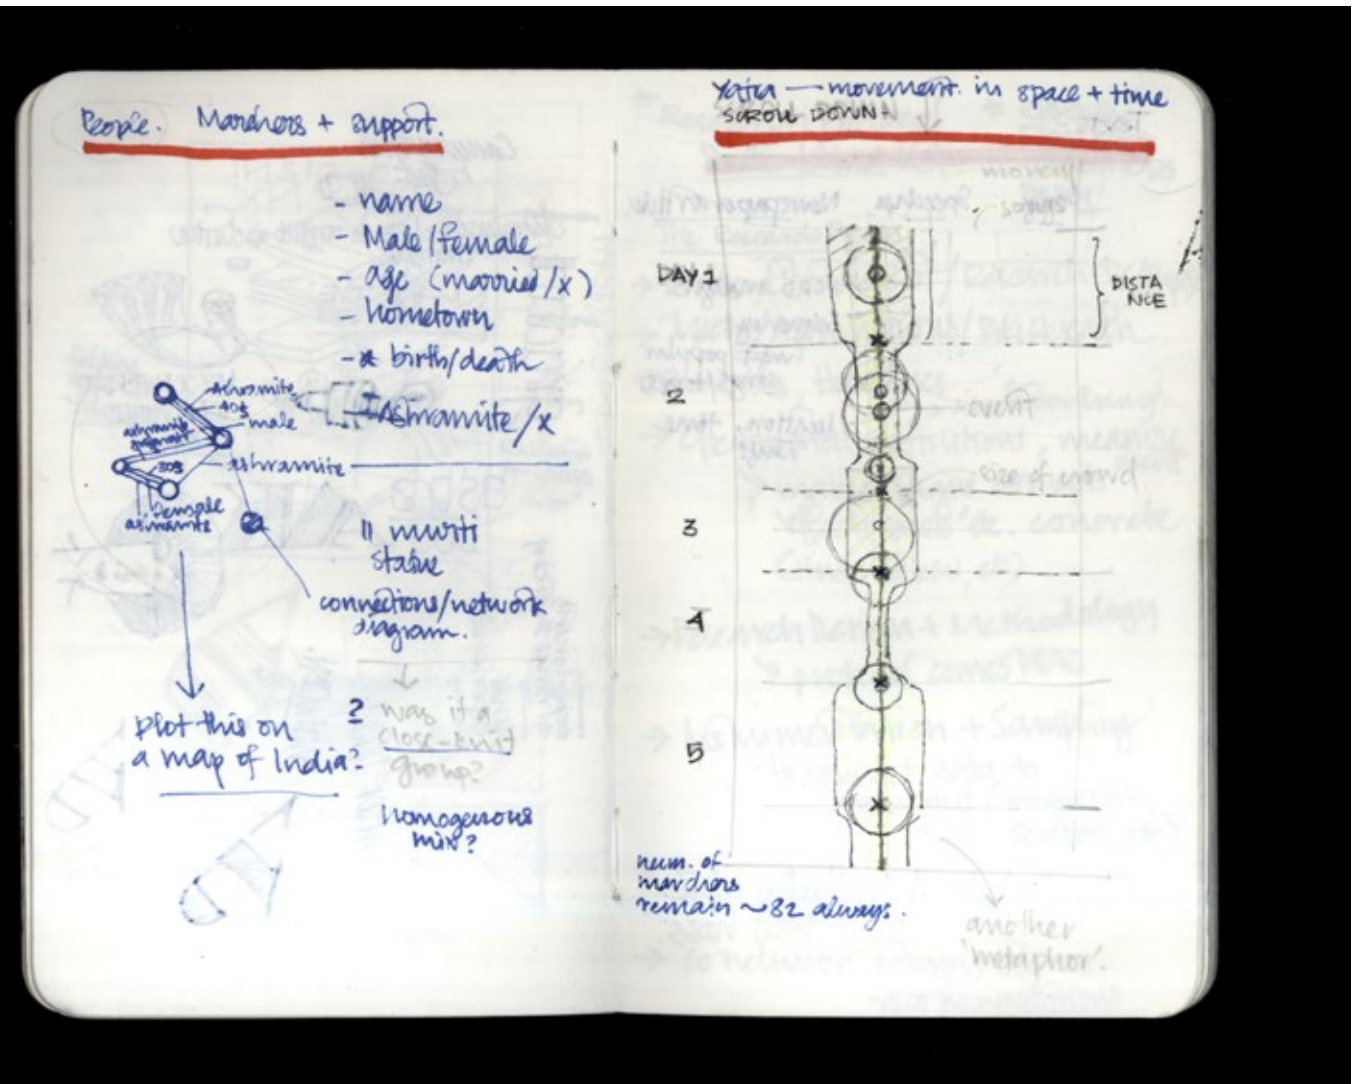 People. Marchers + support.
- name
- Male/female
- age (married/x)
- hometown
- * birth/death
- Ashramite/x
ashramite
40s
male
ashramite
30s
ashramite
female
ashramite
11 murti
statue
connections/network
diagram.
plot this on
a map of India?
? was it a
close-knit
group?
homogenous
mix?
Yatra — movement in space + time
SCROLL DOWN
DAY 1
DISTA
NCE
2
event
size of crowd
3
4
5
num. of
marchers
remain ~82 always.
another
'metaphor'.